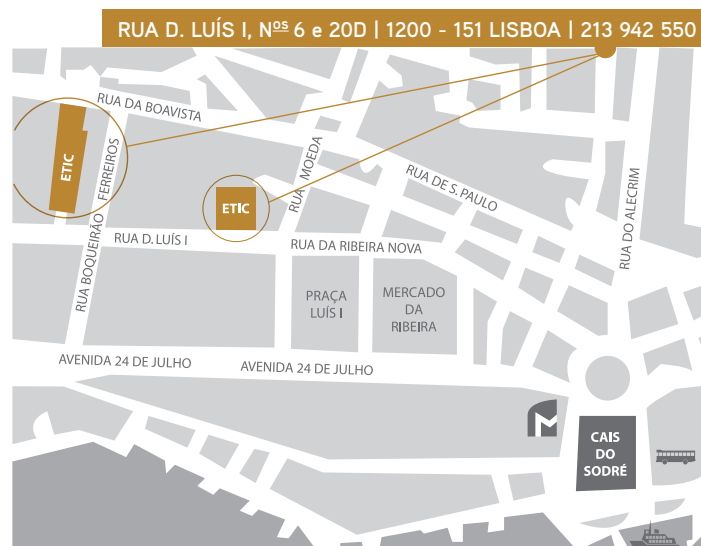 RUA D. LUÍS I, Nºˢ 6 e 20D | 1200 - 151 LISBOA | 213 942 550
RUA DA BOAVISTA
ETIC
RUA BOQUEIRÃO
FERREIROS
RUA MOEDA
ETIC
RUA DE S. PAULO
RUA DO ALECRIM
RUA D. LUÍS I
RUA DA RIBEIRA NOVA
PRAÇA
LUÍS I
MERCADO
DA
RIBEIRA
AVENIDA 24 DE JULHO
AVENIDA 24 DE JULHO
M
CAIS
DO
SODRÉ